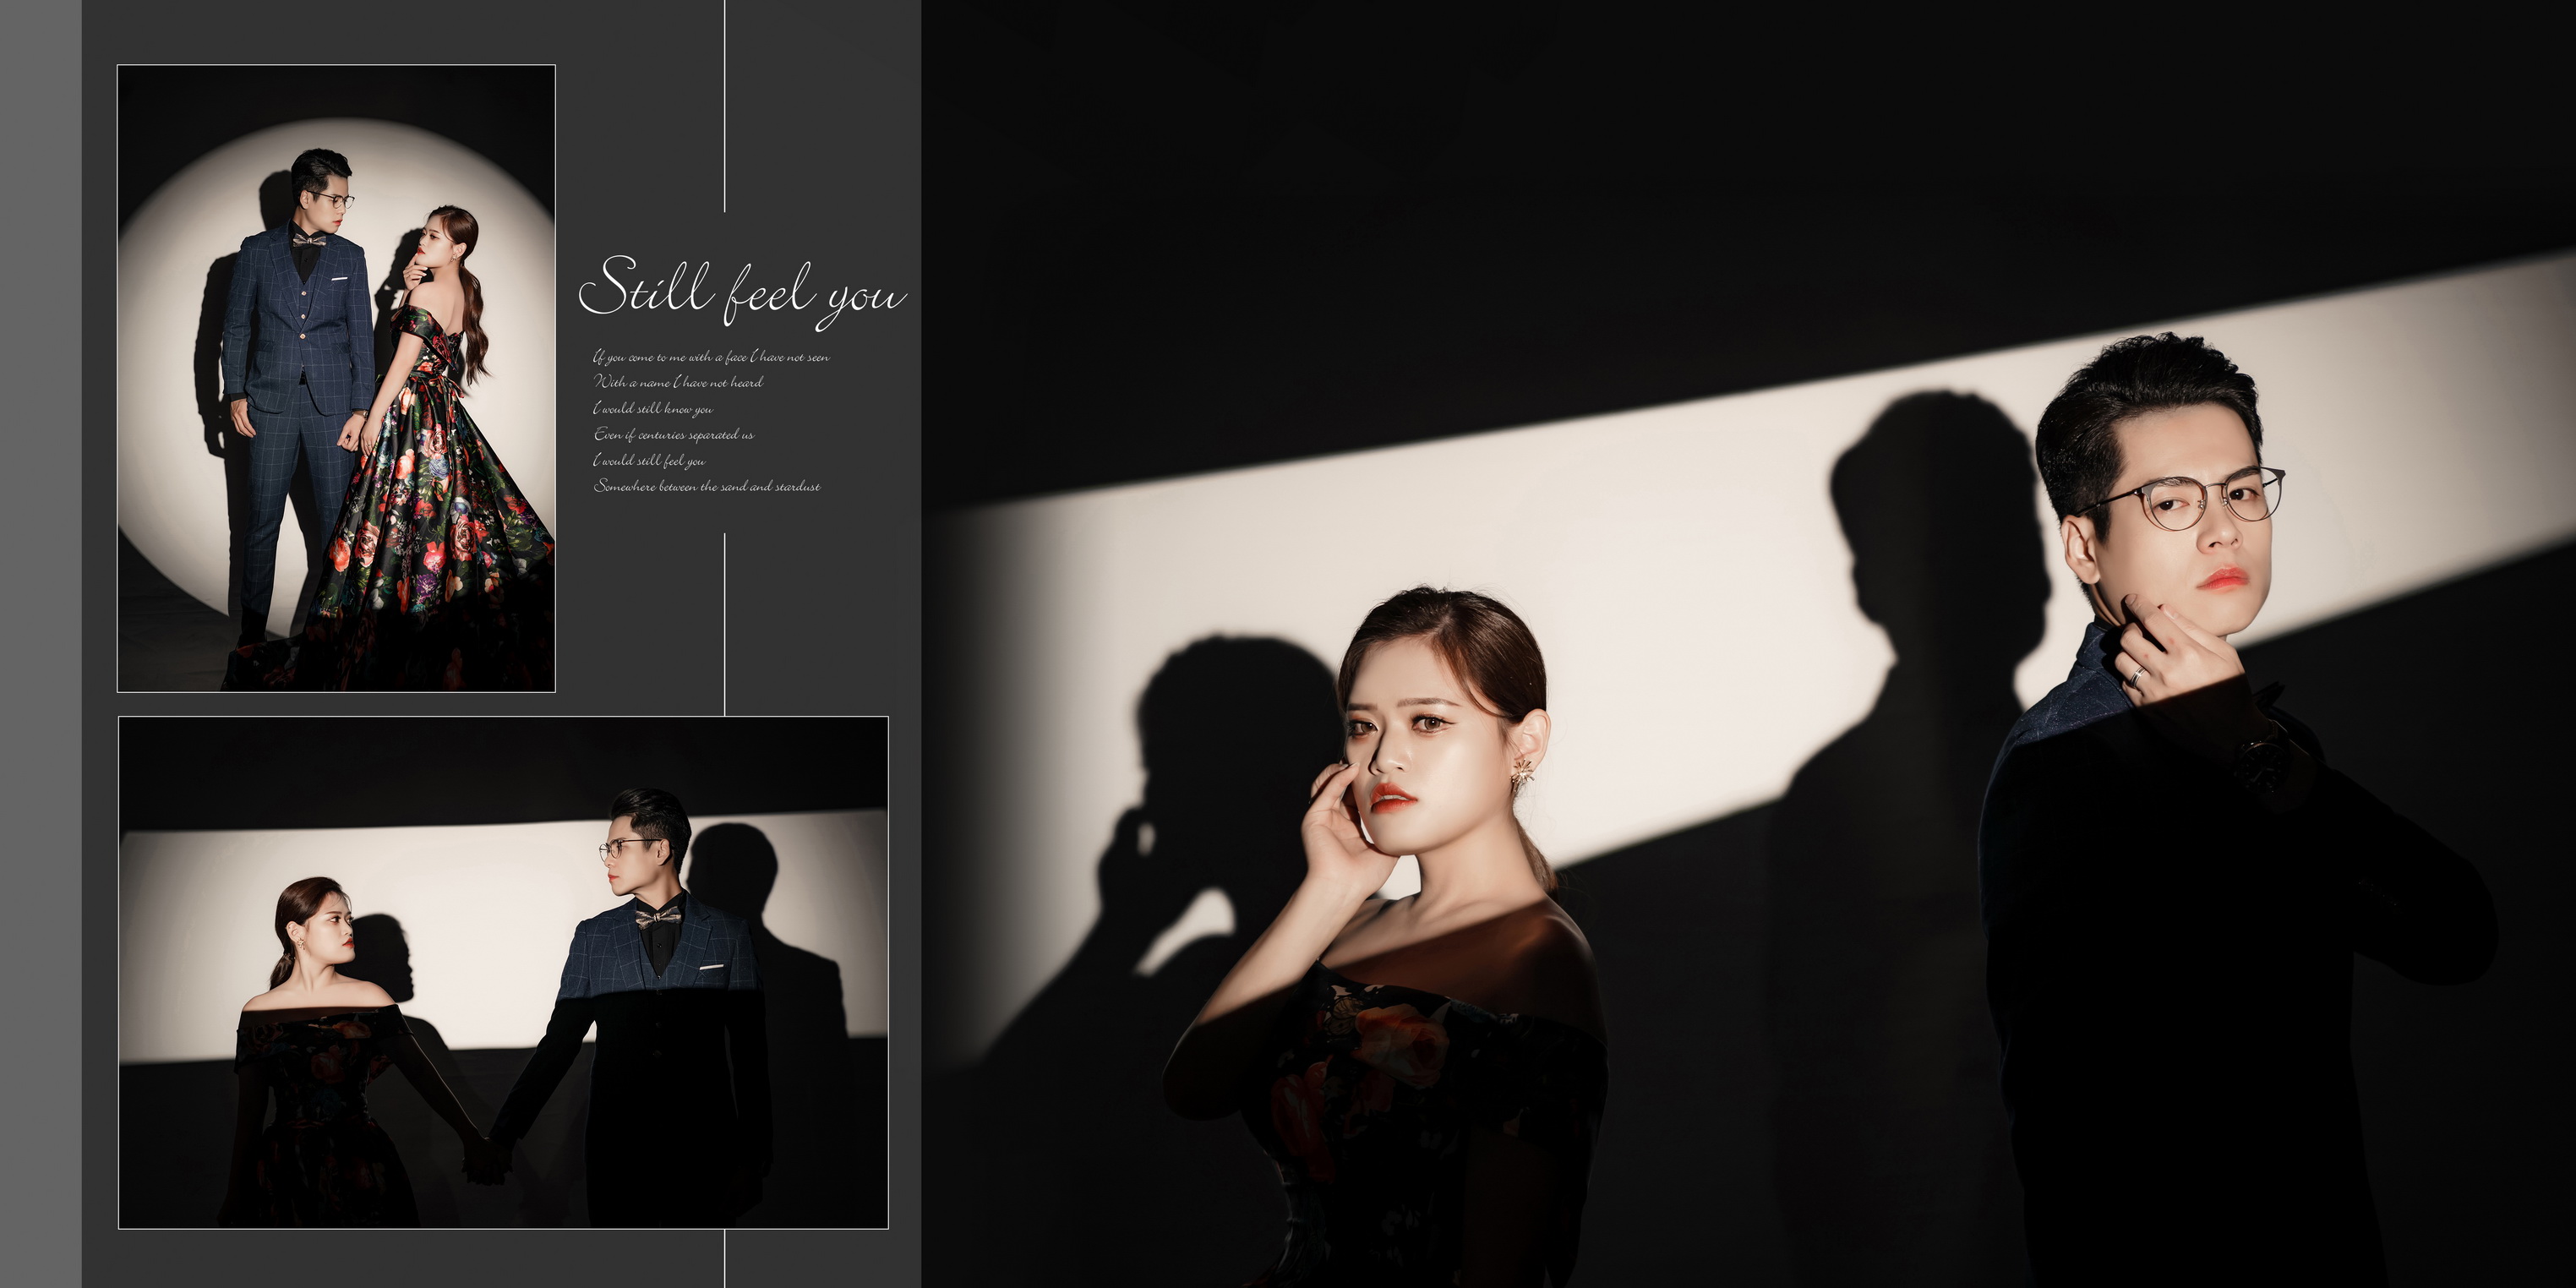 Still feel you
If you come to me with a face I have not seen
With a name I have not heard
I would still know you
Even if centuries separated us
I would still feel you
Somewhere between the sand and stardust